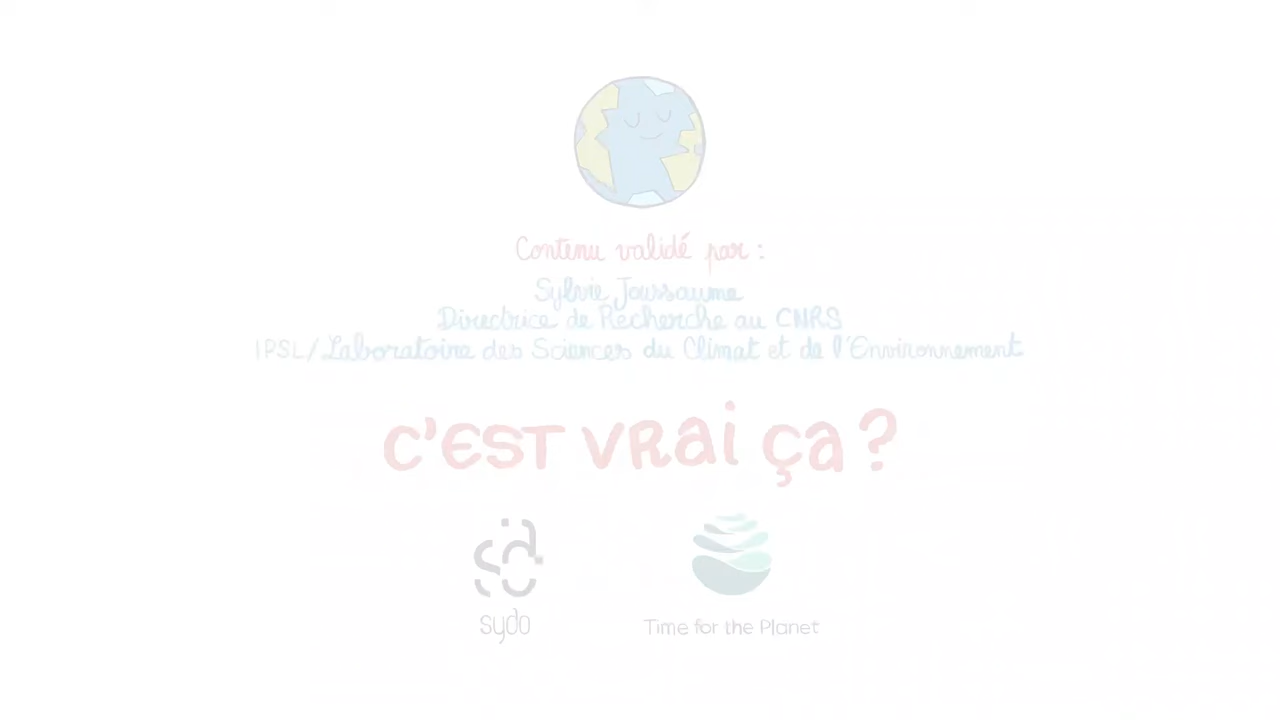 Contenu validé par :
Sylvie Joussaume
Directrice de Recherche au CNRS
IPSL/Laboratoire des Sciences du Climat et de l'Environnement
C'EST VRAI ÇA ?
sydo
Time for the Planet